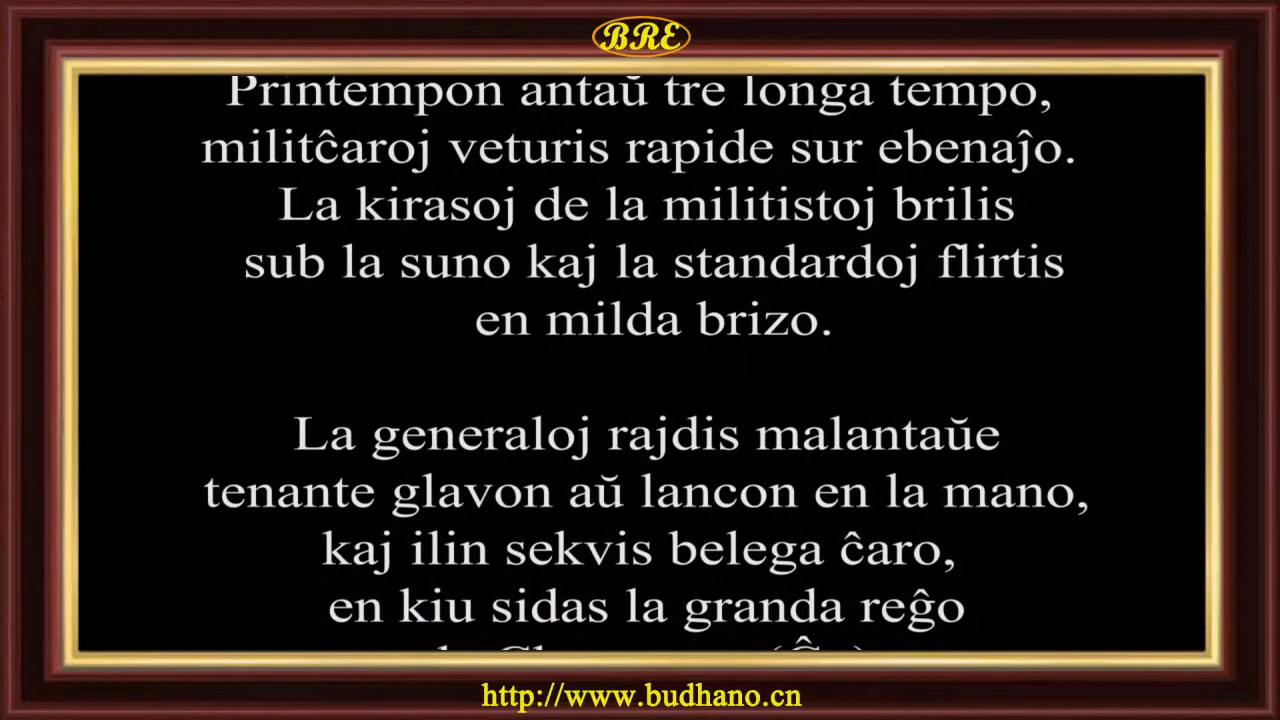 BRE
Printempon antaŭ tre longa tempo,
militĉaroj veturis rapide sur ebenaĵo.
La kirasoj de la militistoj brilis
sub la suno kaj la standardoj flirtis
en milda brizo.
La generaloj rajdis malantaŭe
tenante glavon aŭ lancon en la mano,
kaj ilin sekvis belega ĉaro,
en kiu sidas la granda reĝo
http://www.budhano.cn